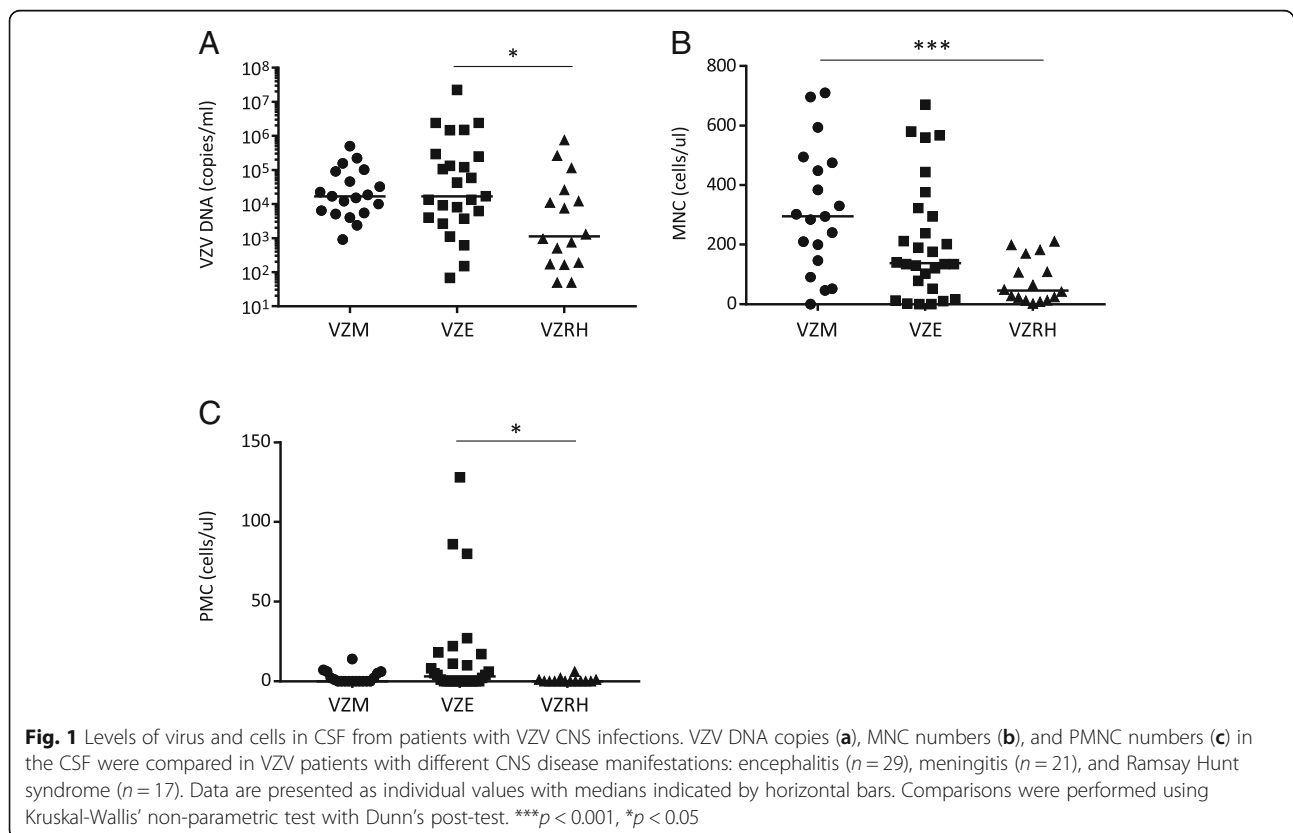 A
*
VZV DNA (copies/ml)
10⁸
10⁷
10⁶
10⁵
10⁴
10³
10²
10¹
VZM VZE VZRH
B
***
MNC (cells/ul)
800
600
400
200
0
VZM VZE VZRH
C
*
PMC (cells/ul)
150
100
50
0
VZM VZE VZRH
Fig. 1 Levels of virus and cells in CSF from patients with VZV CNS infections. VZV DNA copies (a), MNC numbers (b), and PMNC numbers (c) in
the CSF were compared in VZV patients with different CNS disease manifestations: encephalitis (n = 29), meningitis (n = 21), and Ramsay Hunt
syndrome (n = 17). Data are presented as individual values with medians indicated by horizontal bars. Comparisons were performed using
Kruskal-Wallis' non-parametric test with Dunn's post-test. ***p < 0.001, *p < 0.05